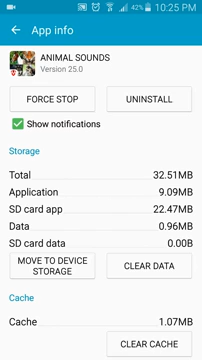 42% 10:25 PM
App info
ANIMAL SOUNDS
Version 25.0
FORCE STOP UNINSTALL
Show notifications
Storage
Total 32.51MB
Application 9.09MB
SD card app 22.47MB
Data 0.96MB
SD card data 0.00B
MOVE TO DEVICE STORAGE CLEAR DATA
Cache
Cache 1.07MB
CLEAR CACHE